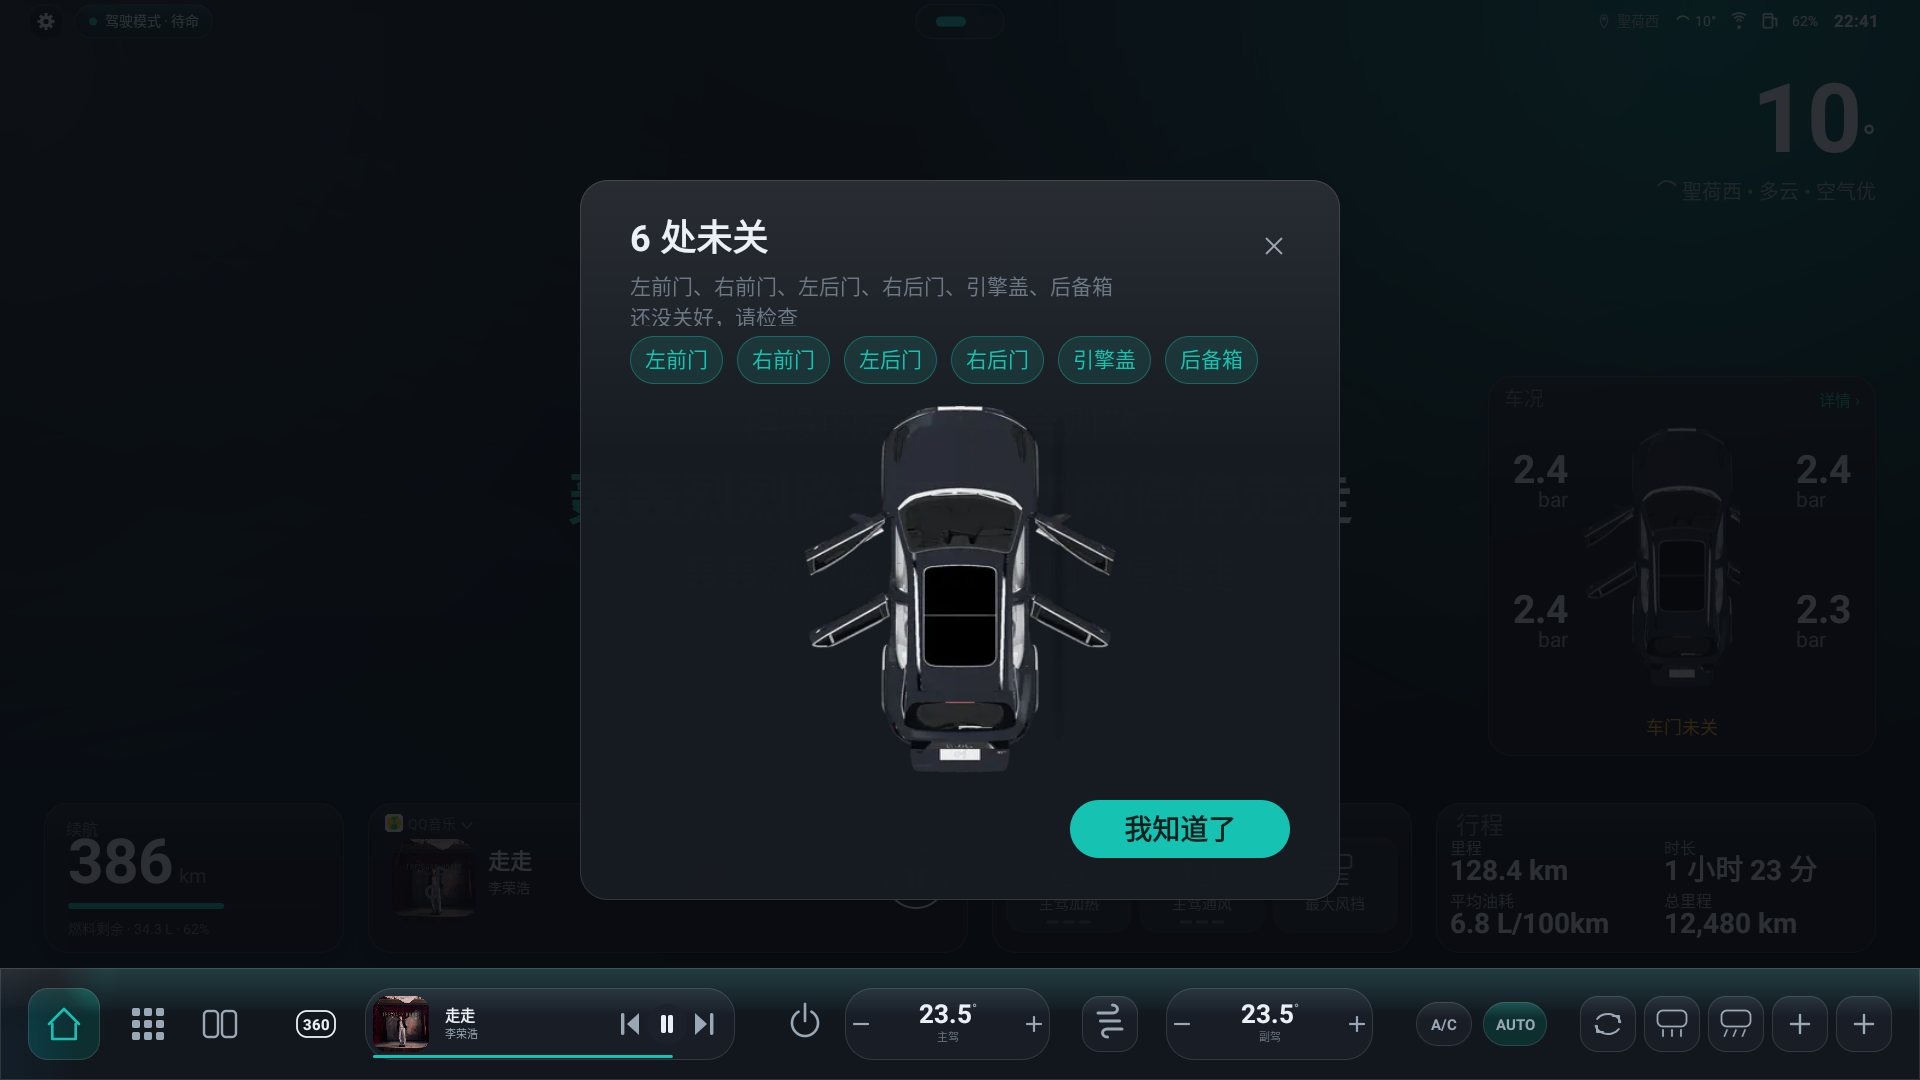 驾驶模式 · 待命
聖荷西 10° 62% 22:41
10°
聖荷西 • 多云 • 空气优
6 处未关
左前门、右前门、左后门、右后门、引擎盖、后备箱
还没关好，请检查
左前门 右前门 左后门 右后门 引擎盖 后备箱
车况 详情 ›
2.4 bar
2.4 bar
2.4 bar
2.3 bar
车门未关
我知道了
续航
386 km
燃料剩余 · 34.3 L · 62%
QQ音乐
走走
李荣浩
主驾加热 主驾通风 最大风挡
行程
里程 时长
128.4 km 1 小时 23 分
平均油耗 总里程
6.8 L/100km 12,480 km
360
走走
李荣浩
23.5°
主驾
23.5°
副驾
A/C
AUTO